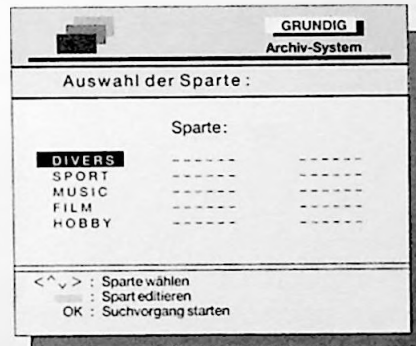 GRUNDIG
Archiv-System
Auswahl der Sparte :
Sparte :
DIVERS ------ ------
SPORT ------ ------
MUSIC ------ ------
FILM ------ ------
HOBBY ------ ------
<^⌄> : Sparte wählen
: Spart editieren
OK : Suchvorgang starten